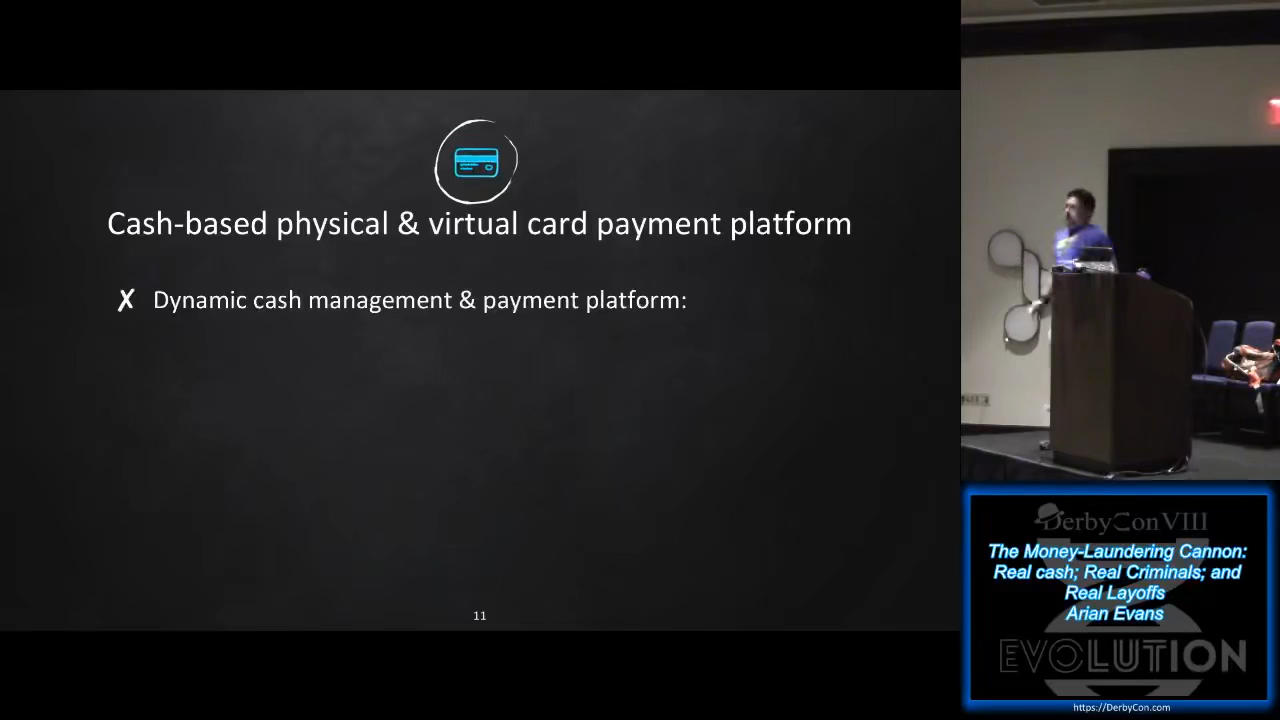 Cash-based physical & virtual card payment platform
✗ Dynamic cash management & payment platform:
11
DerbyCon VIII
The Money-Laundering Cannon:
Real cash; Real Criminals; and
Real Layoffs
Arian Evans
EVOLUTION
https://DerbyCon.com